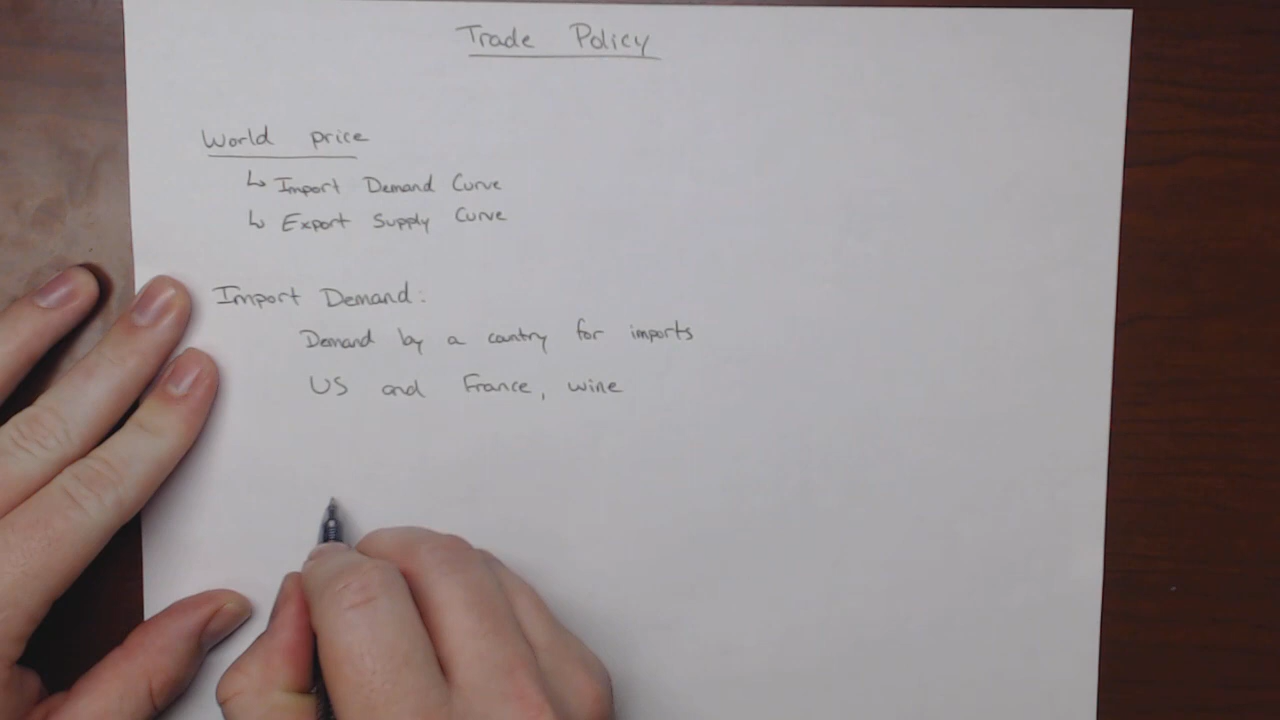 Trade Policy
World price
↳ Import Demand Curve
↳ Export Supply Curve
Import Demand:
Demand by a country for imports
US and France, wine